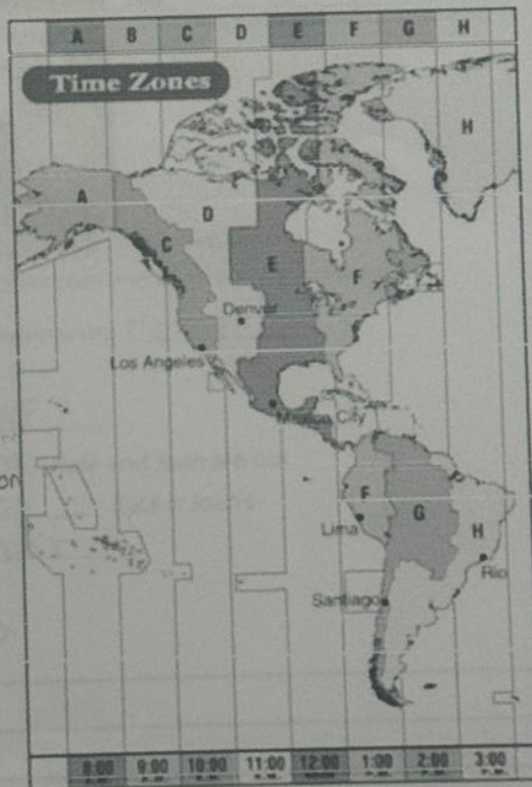 A B C D E F G H
Time Zones
H
A
D
C
E
F
Denver
Los Angeles
Mexico City
F
G
Lima
H
Rio
Santiago
8:00 9:00 10:00 11:00 12:00 1:00 2:00 3:00